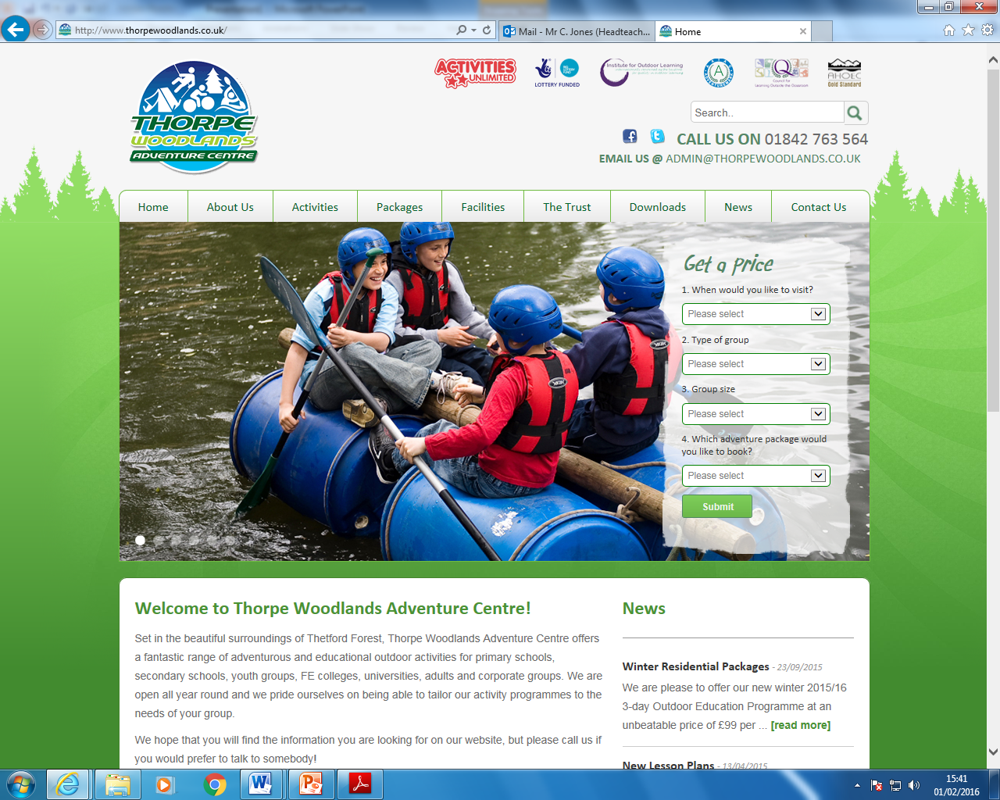 http://www.thorpewoodlands.co.uk/
Mail - Mr C. Jones (Headteach...
Home
THORPE
WOODLANDS
ADVENTURE CENTRE
ACTIVITIES
UNLIMITED
LOTTERY FUNDED
Institute for Outdoor Learning
Council for
Learning Outside the Classroom
AHOEC
Gold Standard
Search..
CALL US ON 01842 763 564
EMAIL US @ ADMIN@THORPEWOODLANDS.CO.UK
Home
About Us
Activities
Packages
Facilities
The Trust
Downloads
News
Contact Us
Get a price
1. When would you like to visit?
Please select
2. Type of group
Please select
3. Group size
Please select
4. Which adventure package would
you like to book?
Please select
Submit
Welcome to Thorpe Woodlands Adventure Centre!
Set in the beautiful surroundings of Thetford Forest, Thorpe Woodlands Adventure Centre offers
a fantastic range of adventurous and educational outdoor activities for primary schools,
secondary schools, youth groups, FE colleges, universities, adults and corporate groups. We are
open all year round and we pride ourselves on being able to tailor our activity programmes to the
needs of your group.
We hope that you will find the information you are looking for on our website, but please call us if
you would prefer to talk to somebody!
News
Winter Residential Packages - 23/09/2015
We are please to offer our new winter 2015/16
3-day Outdoor Education Programme at an
unbeatable price of £99 per ... [read more]
New Lesson Plans - 13/04/2015
15:41
01/02/2016